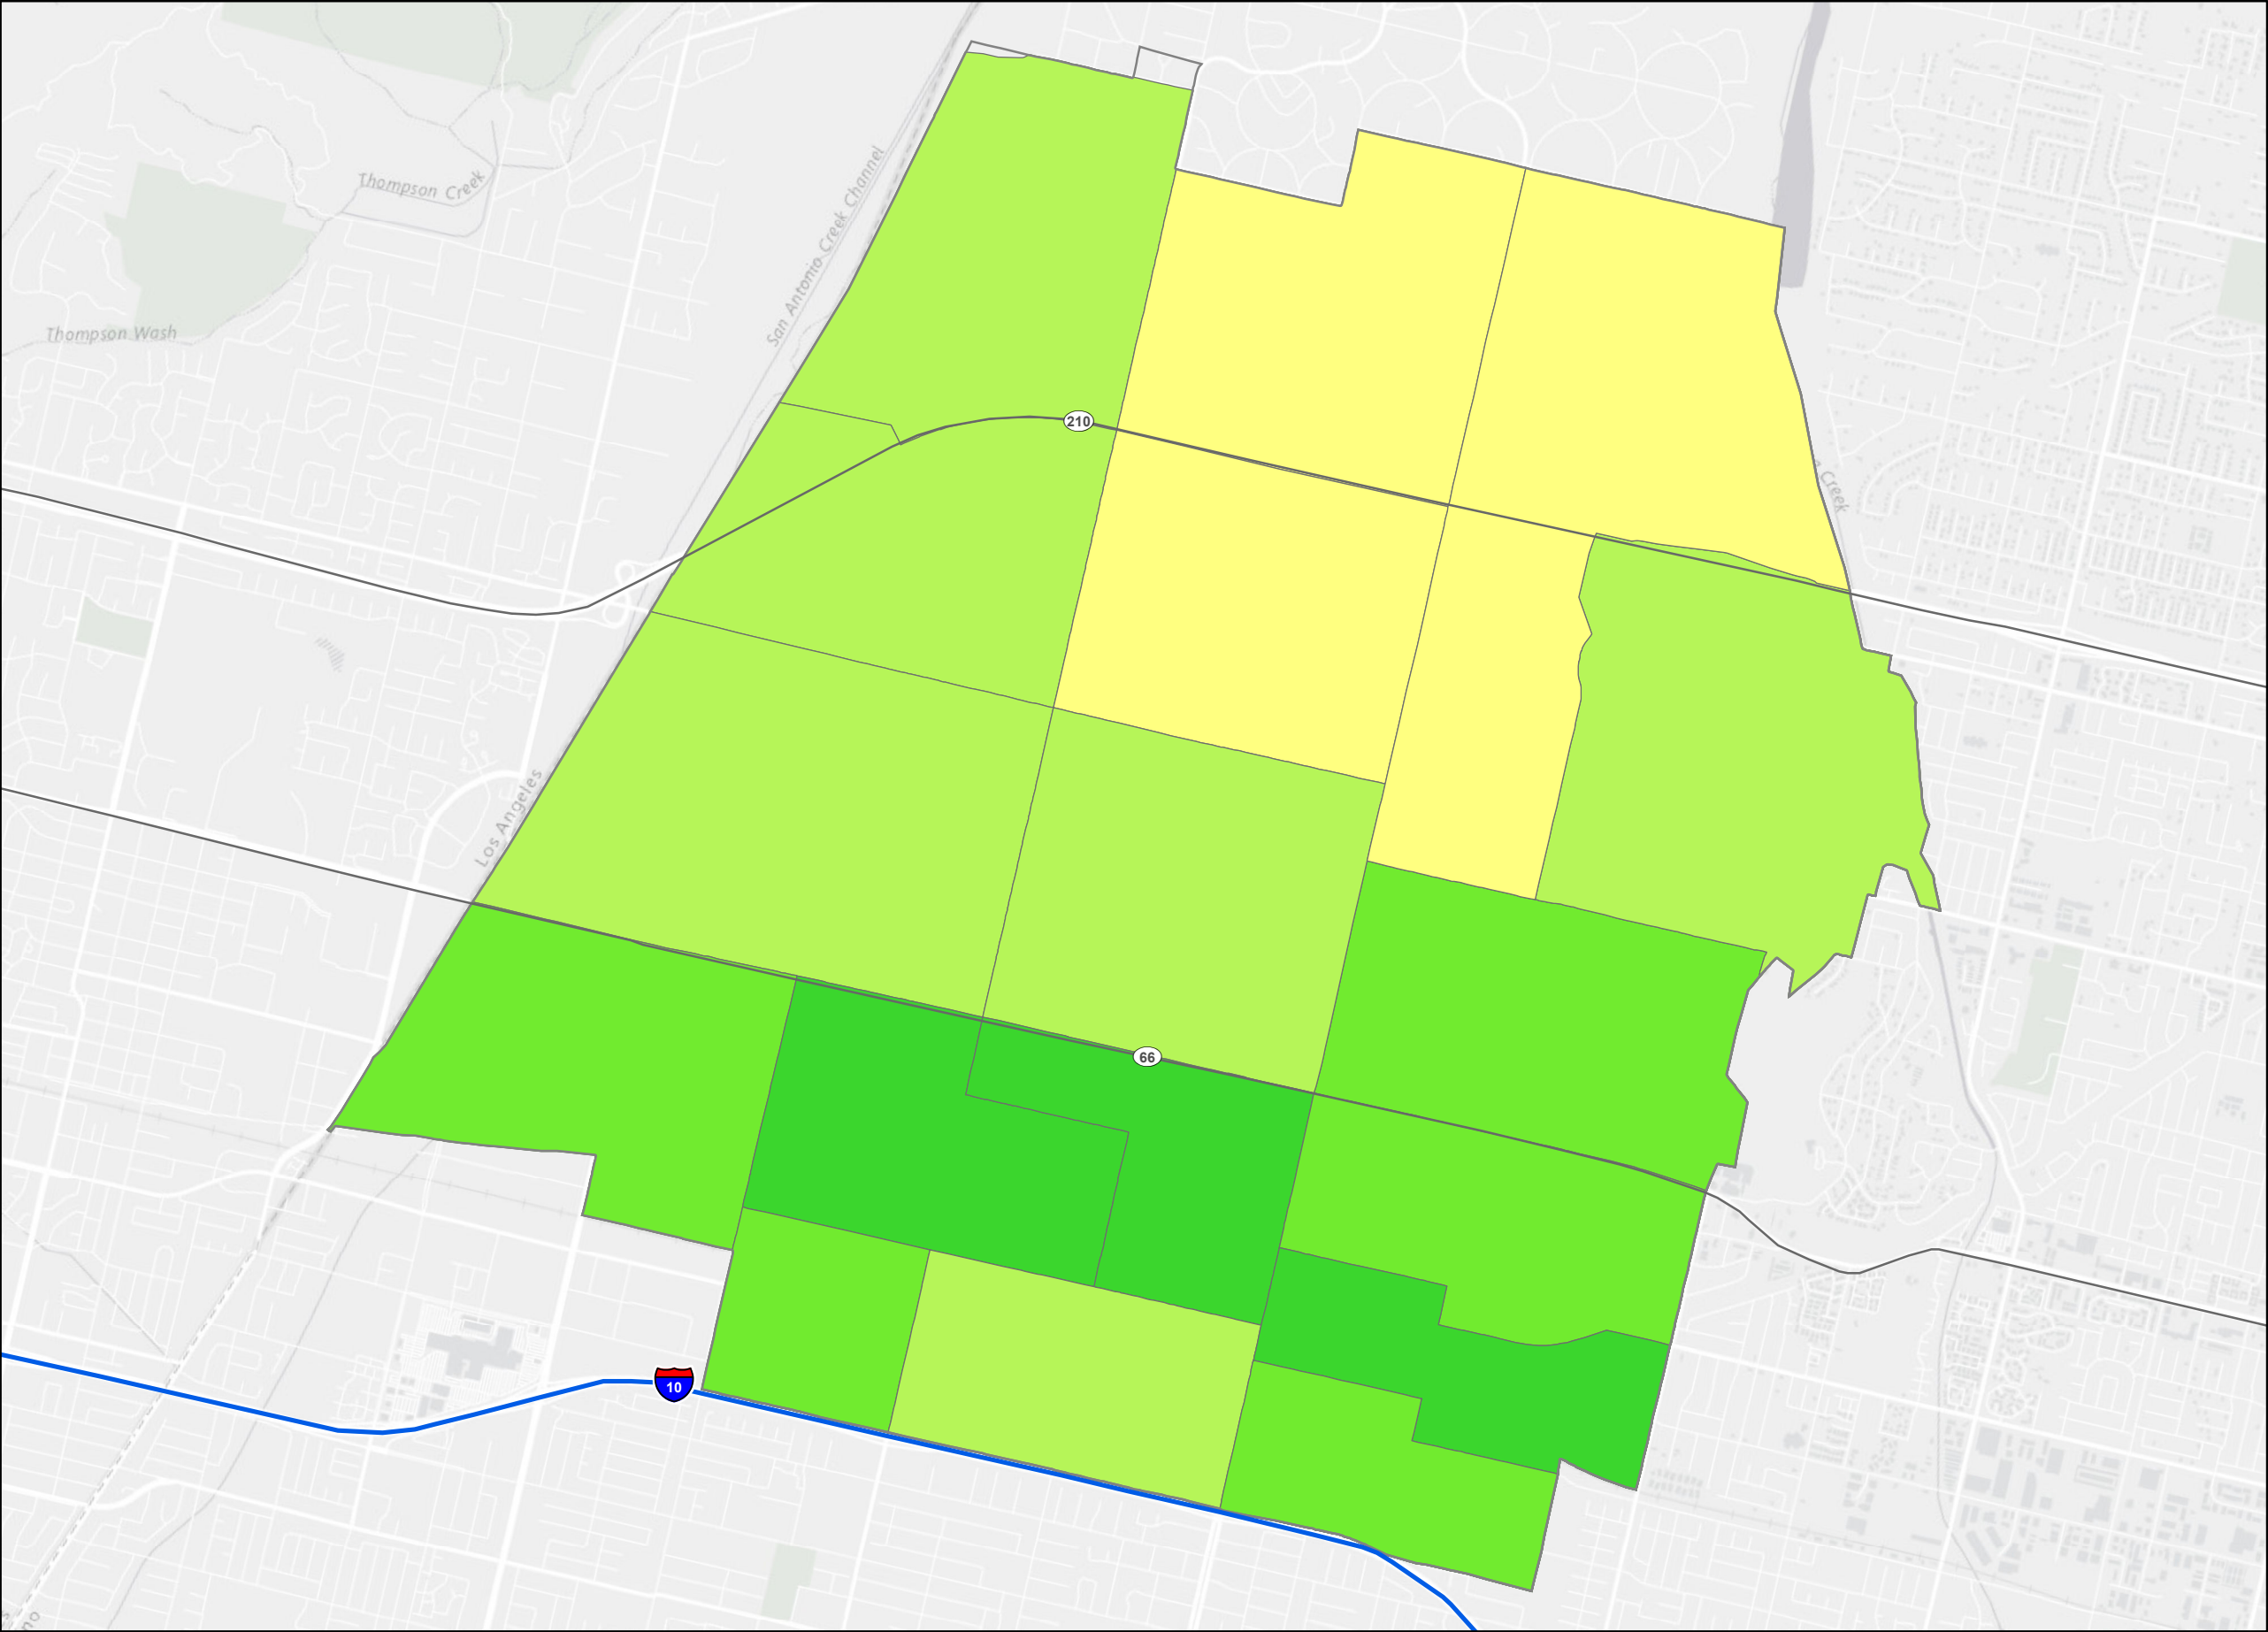 Thompson Creek
San Antonio Creek Channel
Thompson Wash
210
Creek
Los Angeles
66
10